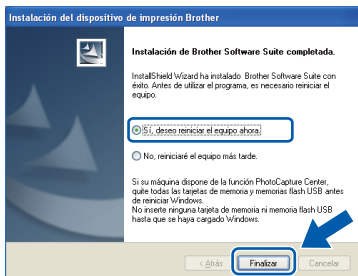 Instalación del dispositivo de impresión Brother
Instalación de Brother Software Suite completada.
InstallShield Wizard ha instalado Brother Software Suite con
éxito. Antes de utilizar el programa, es necesario reiniciar el
equipo.
Sí, deseo reiniciar el equipo ahora.
No, reiniciaré el equipo más tarde.
Si su máquina dispone de la función PhotoCapture Center,
quite todas las tarjetas de memoria y memorias flash USB antes
de reiniciar Windows.
No inserte ninguna tarjeta de memoria ni memoria flash USB
hasta que se haya cargado Windows.
< Atrás
Finalizar
Cancelar